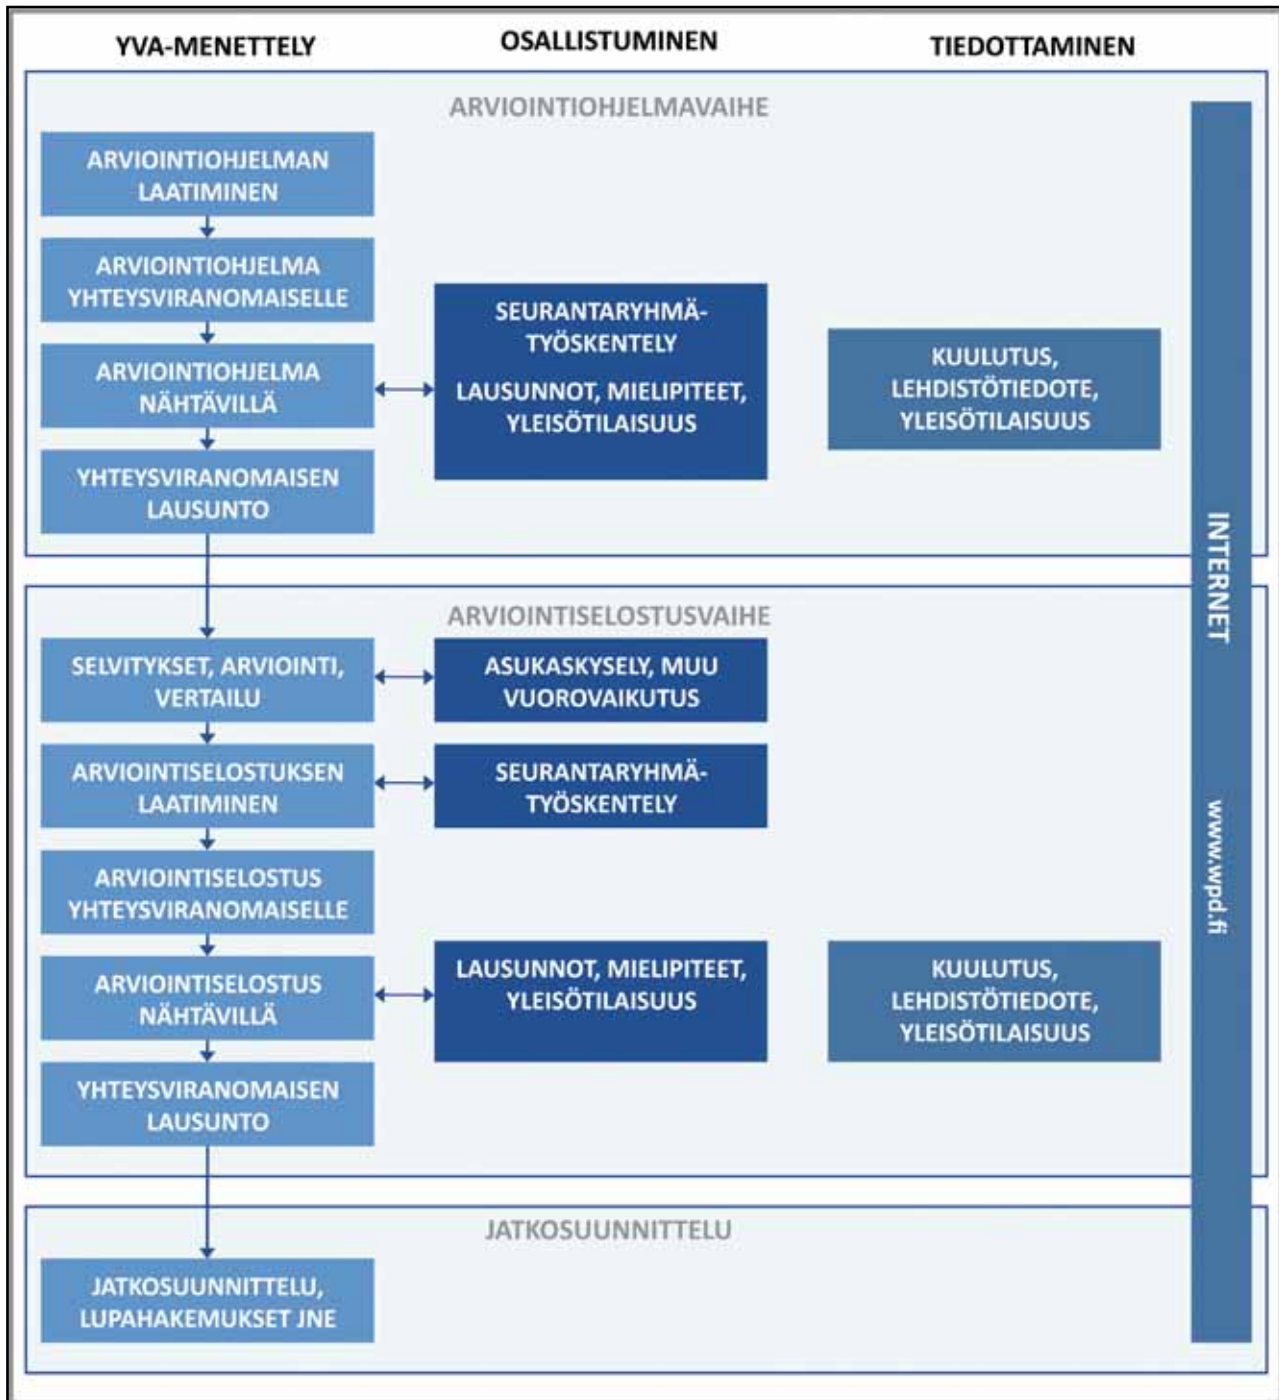 YVA-MENETTELY
OSALLISTUMINEN
TIEDOTTAMINEN
ARVIOINTIOHJELMAVAIHE
ARVIOINTIOHJELMAN
LAATIMINEN
ARVIOINTIOHJELMA
YHTEYSVIRANOMAISELLE
ARVIOINTIOHJELMA
NÄHTÄVILLÄ
YHTEYSVIRANOMAISEN
LAUSUNTO
SEURANTARYHMÄ-
TYÖSKENTELY
LAUSUNNOT, MIELIPITEET,
YLEISÖTILAISUUS
KUULUTUS,
LEHDISTÖTIEDOTE,
YLEISÖTILAISUUS
INTERNET
www.wpd.fi
ARVIOINTISELOSTUSVAIHE
SELVITYKSET, ARVIOINTI,
VERTAILU
ASUKASKYSELY, MUU
VUOROVAIKUTUS
ARVIOINTISELOSTUKSEN
LAATIMINEN
SEURANTARYHMÄ-
TYÖSKENTELY
ARVIOINTISELOSTUS
YHTEYSVIRANOMAISELLE
ARVIOINTISELOSTUS
NÄHTÄVILLÄ
LAUSUNNOT, MIELIPITEET,
YLEISÖTILAISUUS
KUULUTUS,
LEHDISTÖTIEDOTE,
YLEISÖTILAISUUS
YHTEYSVIRANOMAISEN
LAUSUNTO
JATKOSUUNNITTELU
JATKOSUUNNITTELU,
LUPAHAKEMUKSET JNE